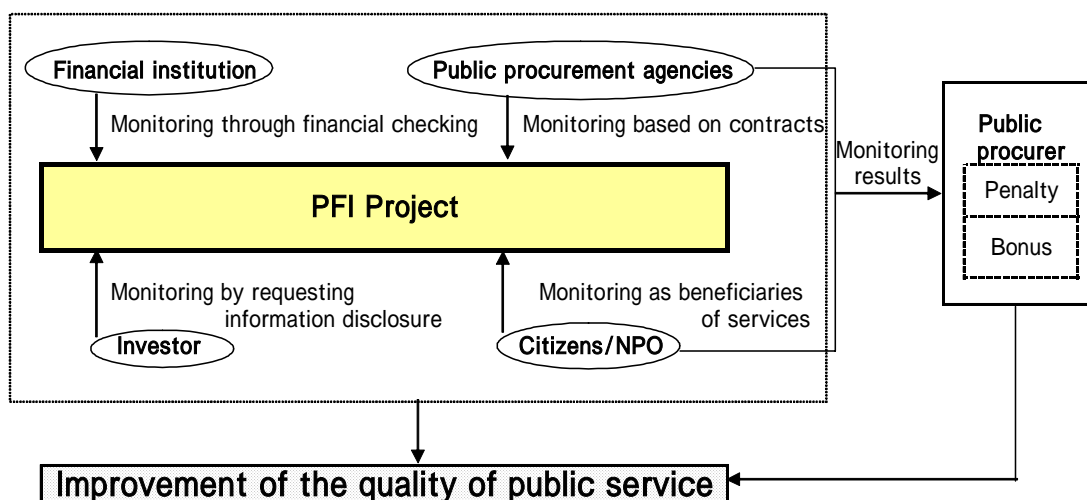 Financial institution
Public procurement agencies
Monitoring through financial checking
Monitoring based on contracts
Public
procurer
Monitoring
results
Penalty
Bonus
PFI Project
Monitoring by requesting
information disclosure
Monitoring as beneficiaries
of services
Investor
Citizens/NPO
Improvement of the quality of public service